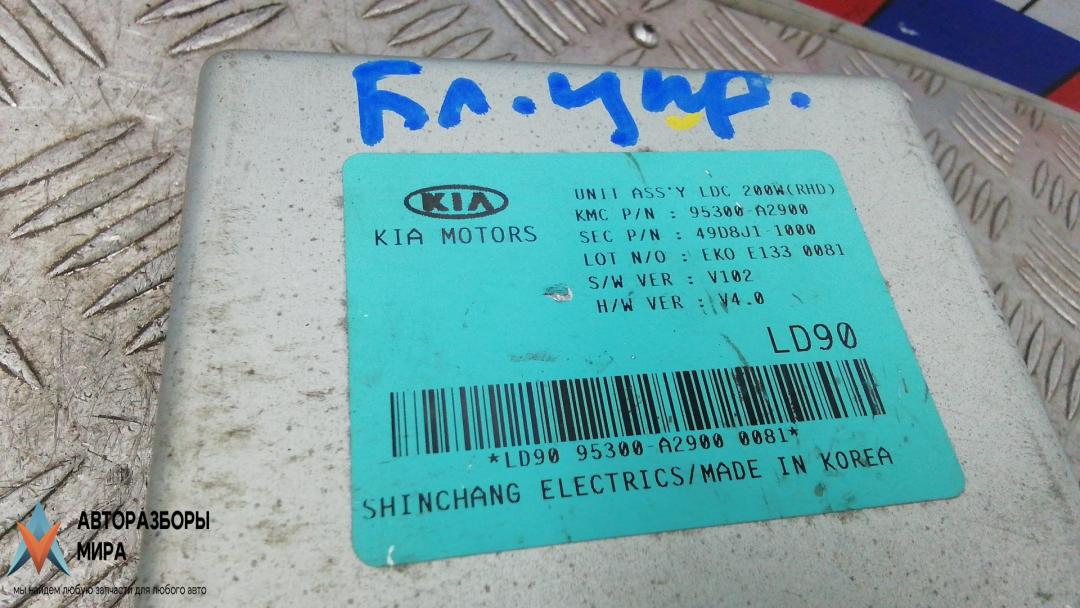 Бл. упр.
KIA
KIA MOTORS
UNIT ASS'Y LDC 200W(RHD)
KMC P/N : 95300-A2900
SEC P/N : 49D8J1-1000
LOT N/O : EKO E133 0081
S/W VER : V102
H/W VER : V4.0
LD90
*LD90 95300-A2900 0081*
SHINCHANG ELECTRICS/MADE IN KOREA
АВТОРАЗБОРЫ
МИРА
мы найдем любую запчасти для любого авто